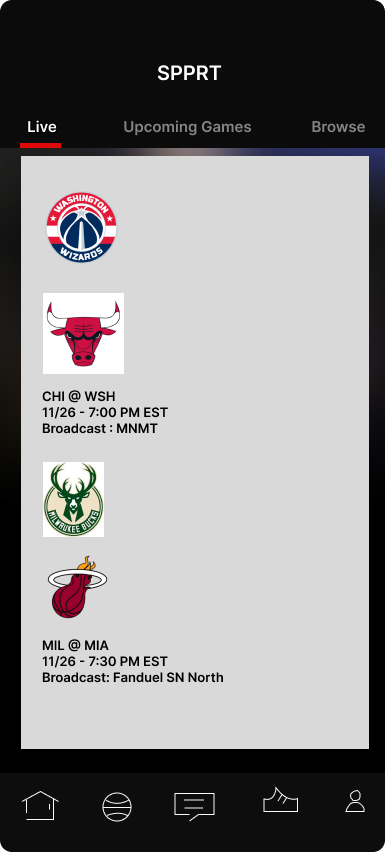 SPPRT
Live
Upcoming Games
Browse
WASHINGTON
WIZARDS
CHI @ WSH
11/26 - 7:00 PM EST
Broadcast : MNMT
MILWAUKEE BUCKS
MIL @ MIA
11/26 - 7:30 PM EST
Broadcast: Fanduel SN North